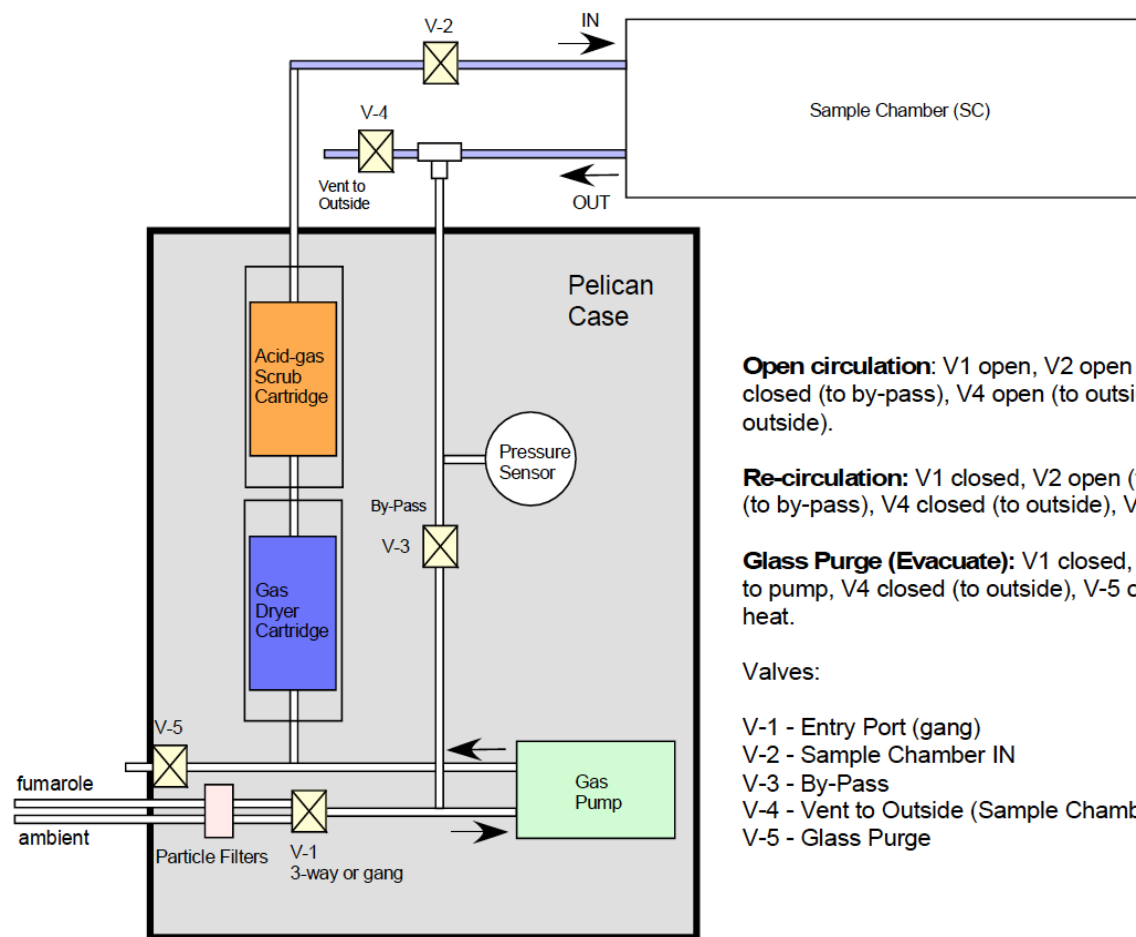 IN
V-2
Sample Chamber (SC)
V-4
Vent to
Outside
OUT
Pelican
Case
Acid-gas
Scrub
Cartridge
Pressure
Sensor
By-Pass
V-3
Gas
Dryer
Cartridge
V-5
fumarole
ambient
Particle Filters
V-1
3-way or gang
Gas
Pump
Open circulation: V1 open, V2 open
closed (to by-pass), V4 open (to outsi
outside).
Re-circulation: V1 closed, V2 open (
(to by-pass), V4 closed (to outside), V
Glass Purge (Evacuate): V1 closed,
to pump, V4 closed (to outside), V-5 o
heat.
Valves:
V-1 - Entry Port (gang)
V-2 - Sample Chamber IN
V-3 - By-Pass
V-4 - Vent to Outside (Sample Chamb
V-5 - Glass Purge